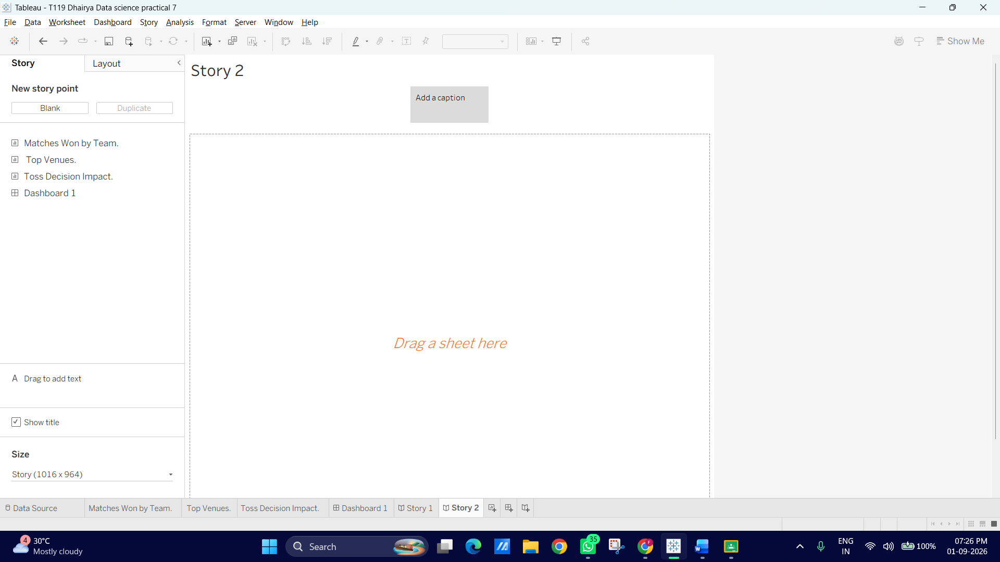 Tableau - T119 Dhairya Data science practical 7
File Data Worksheet Dashboard Story Analysis Format Server Window Help
Show Me
Story Layout
New story point
Blank Duplicate
Matches Won by Team.
Top Venues.
Toss Decision Impact.
Dashboard 1
A Drag to add text
Show title
Size
Story (1016 x 964)
Story 2
Add a caption
Drag a sheet here
Data Source Matches Won by Team. Top Venues. Toss Decision Impact. Dashboard 1 Story 1 Story 2
4 30°C
Mostly cloudy
Search
35
F
W
ENG
IN
100%
07:26 PM
01-09-2026